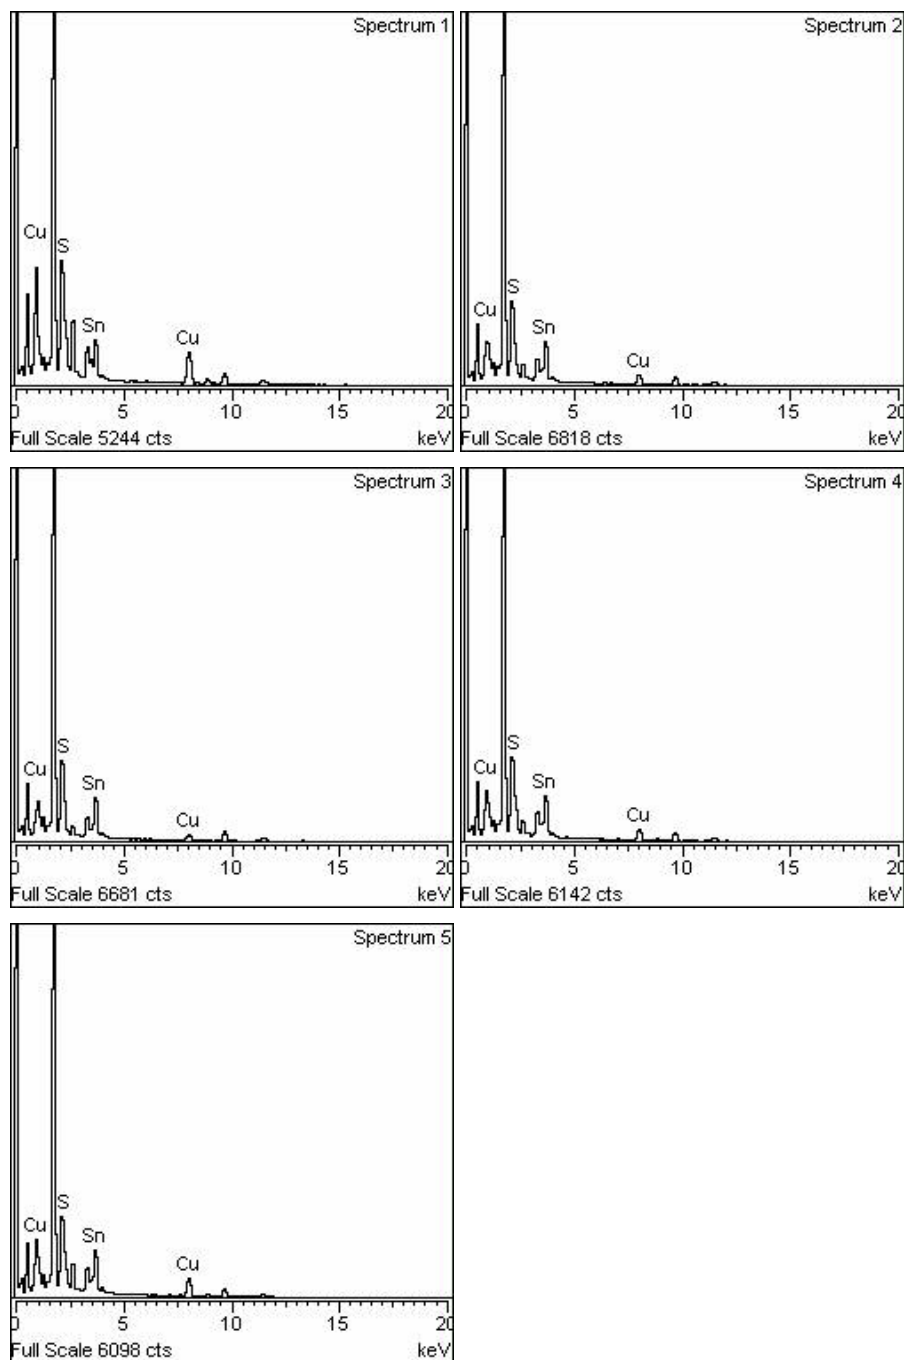 Spectrum 1
Cu
S
Sn
Cu
0 5 10 15 20
Full Scale 5244 cts keV
Spectrum 2
Cu
S
Sn
Cu
0 5 10 15 20
Full Scale 6818 cts keV
Spectrum 3
Cu
S
Sn
Cu
0 5 10 15 20
Full Scale 6681 cts keV
Spectrum 4
Cu
S
Sn
Cu
0 5 10 15 20
Full Scale 6142 cts keV
Spectrum 5
Cu
S
Sn
Cu
0 5 10 15 20
Full Scale 6098 cts keV